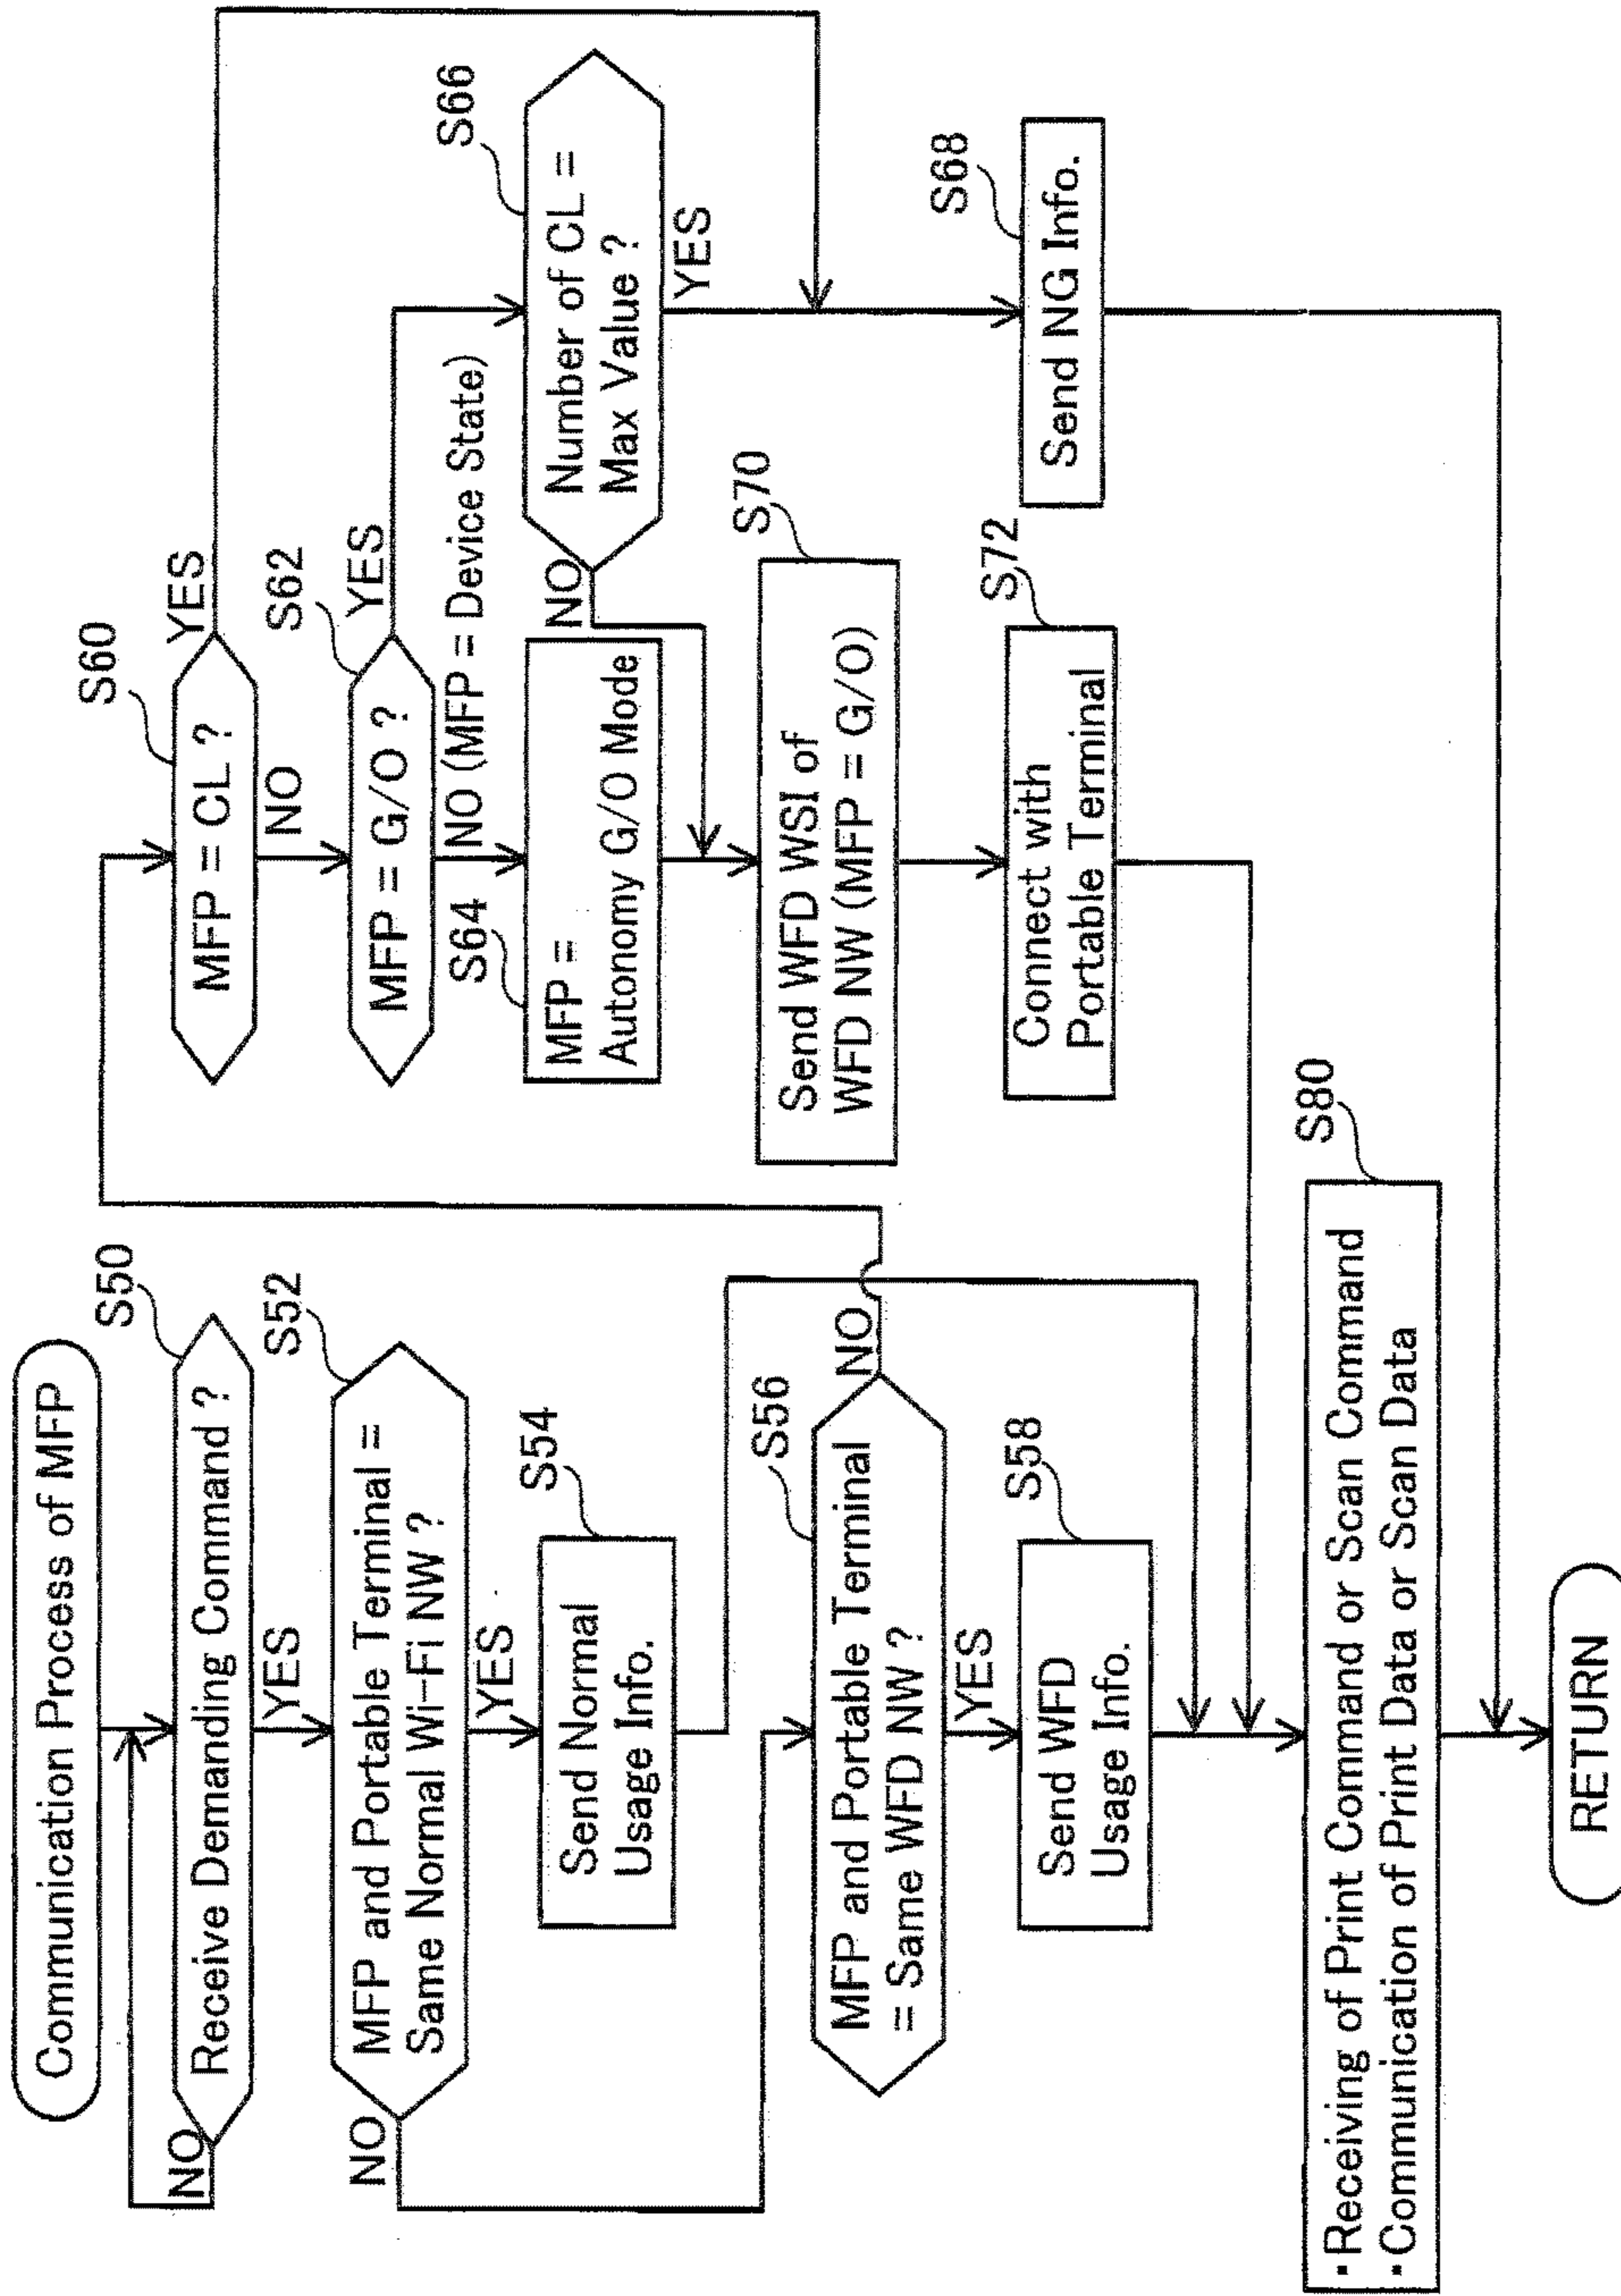 Communication Process of MFP
S50
Receive Demanding Command ?
NO
YES
S52
MFP and Portable Terminal =
Same Normal Wi-Fi NW ?
NO
YES
S54
Send Normal
Usage Info.
S56
MFP and Portable Terminal
= Same WFD NW ?
NO
YES
S58
Send WFD
Usage Info.
S60
MFP = CL ?
YES
NO
S62
MFP = G/O ?
YES
NO (MFP = Device State)
S64
MFP =
Autonomy G/O Mode
S66
Number of CL =
Max Value ?
NO
YES
S70
Send WFD WSI of
WFD NW (MFP = G/O)
S68
Send NG Info.
S72
Connect with
Portable Terminal
S80
・Receiving of Print Command or Scan Command
・Communication of Print Data or Scan Data
RETURN